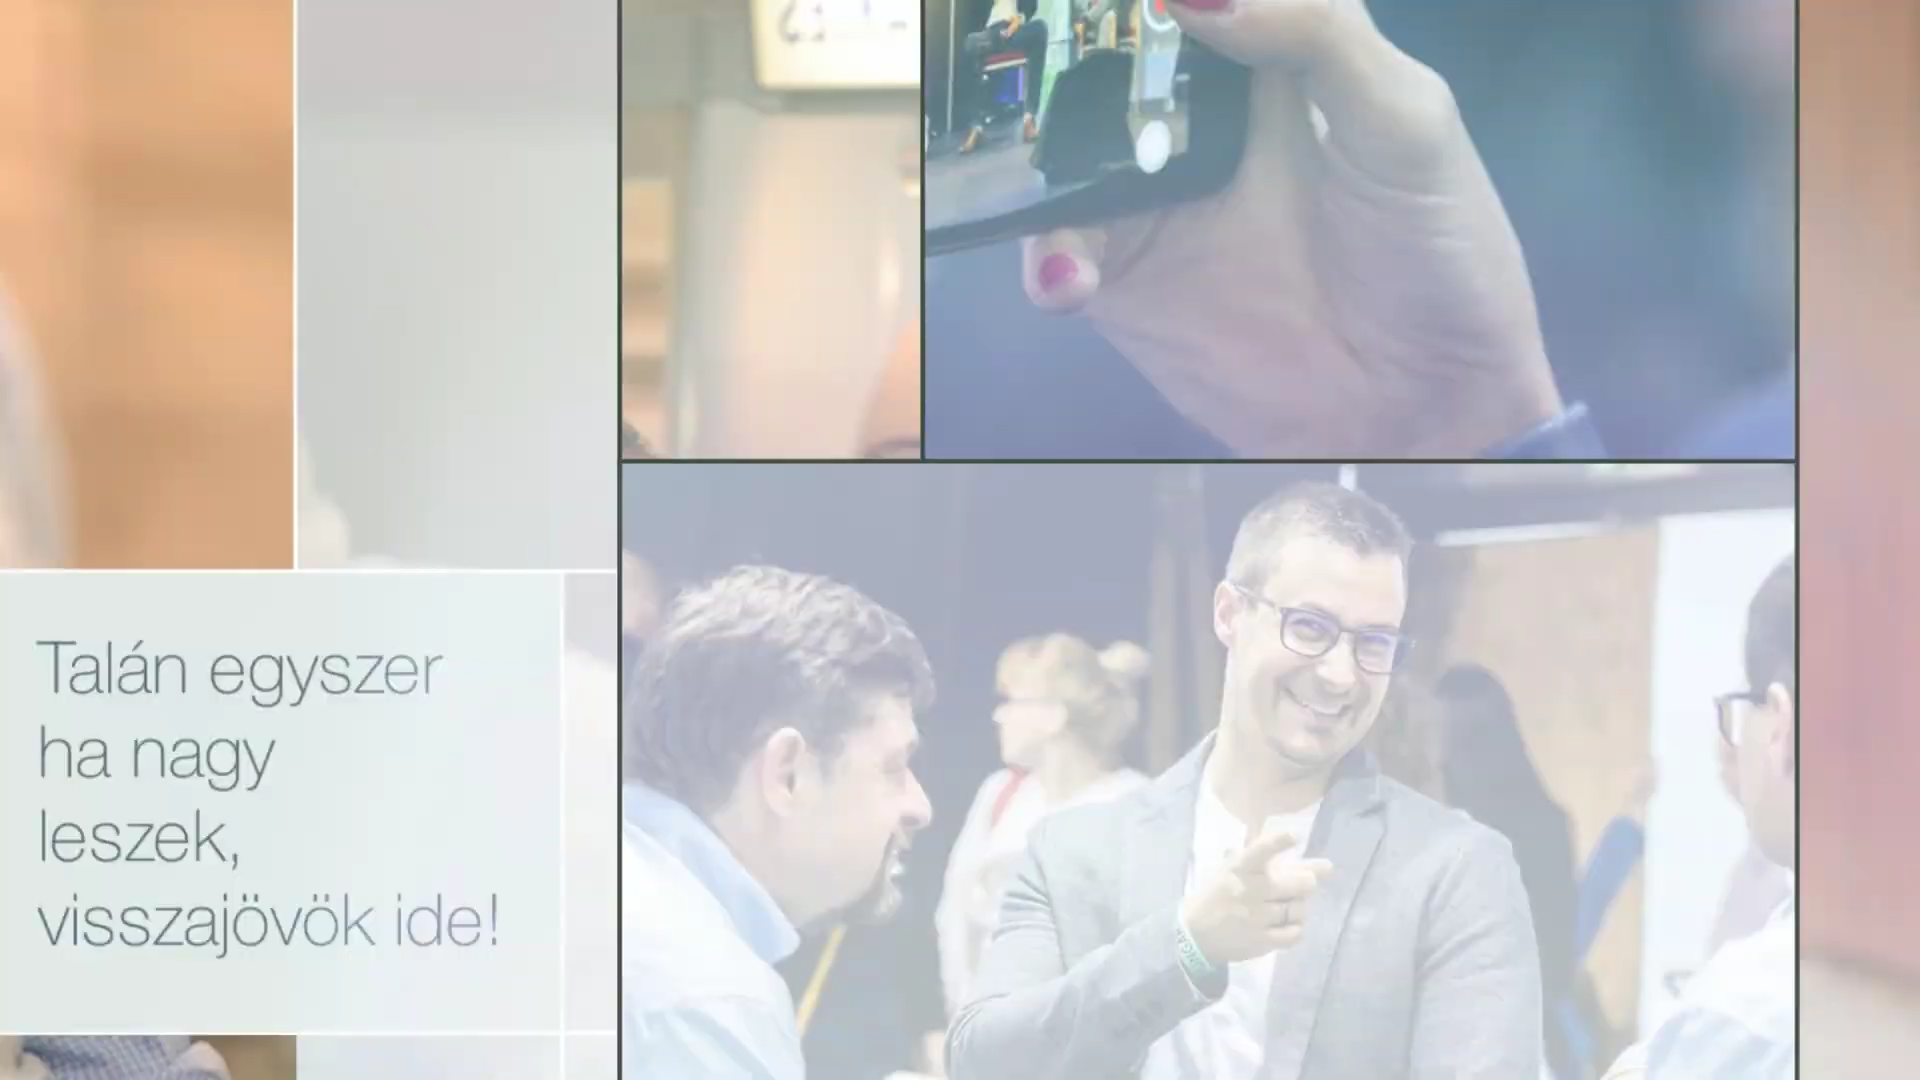 Talán egyszer
ha nagy
leszek,
visszajövök ide!